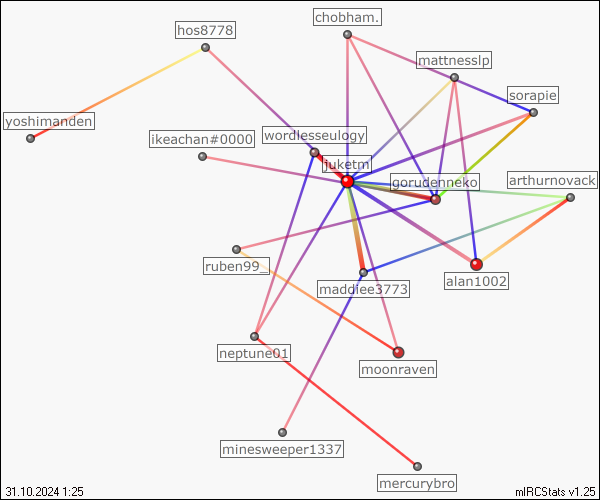 chobham.
hos8778
mattnesslp
sorapie
yoshimanden
wordlesseulogy
ikeachan#0000
juketm
gorudenneko
arthurnovack
ruben99_
maddiee3773
alan1002
neptune01
moonraven
minesweeper1337
mercurybro
31.10.2024 1:25
mIRCStats v1.25